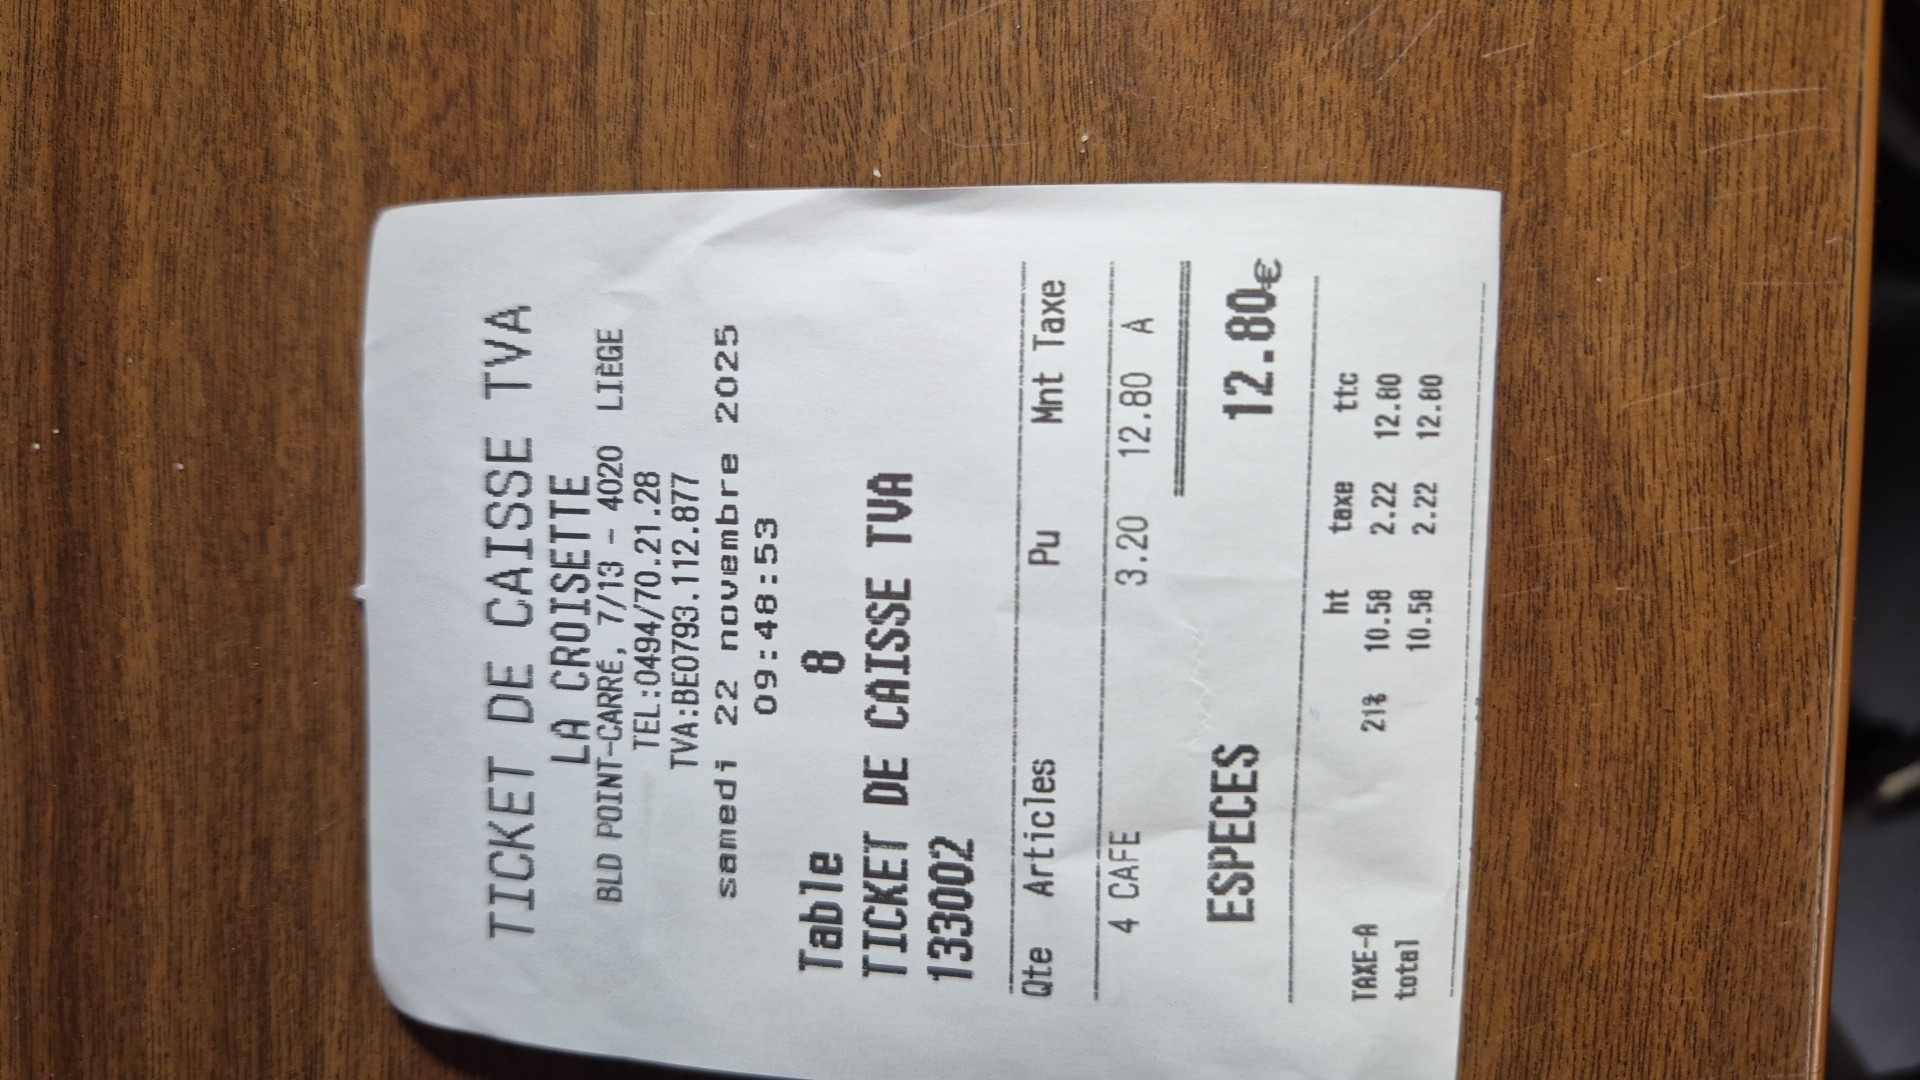 TICKET DE CAISSE TVA
LA CROISETTE
BLD POINT-CARRÉ, 7/13 - 4020 LIÈGE
TEL:0494/70.21.28
TVA:BE0793.112.877
samedi 22 novembre 2025
09:48:53
Table 8
TICKET DE CAISSE TVA
133002
Qte Articles Pu Mnt Taxe
4 CAFE 3.20 12.80 A
ESPECES 12.80€
ht taxe ttc
TAXE-A 21% 10.58 2.22 12.80
total 10.58 2.22 12.80